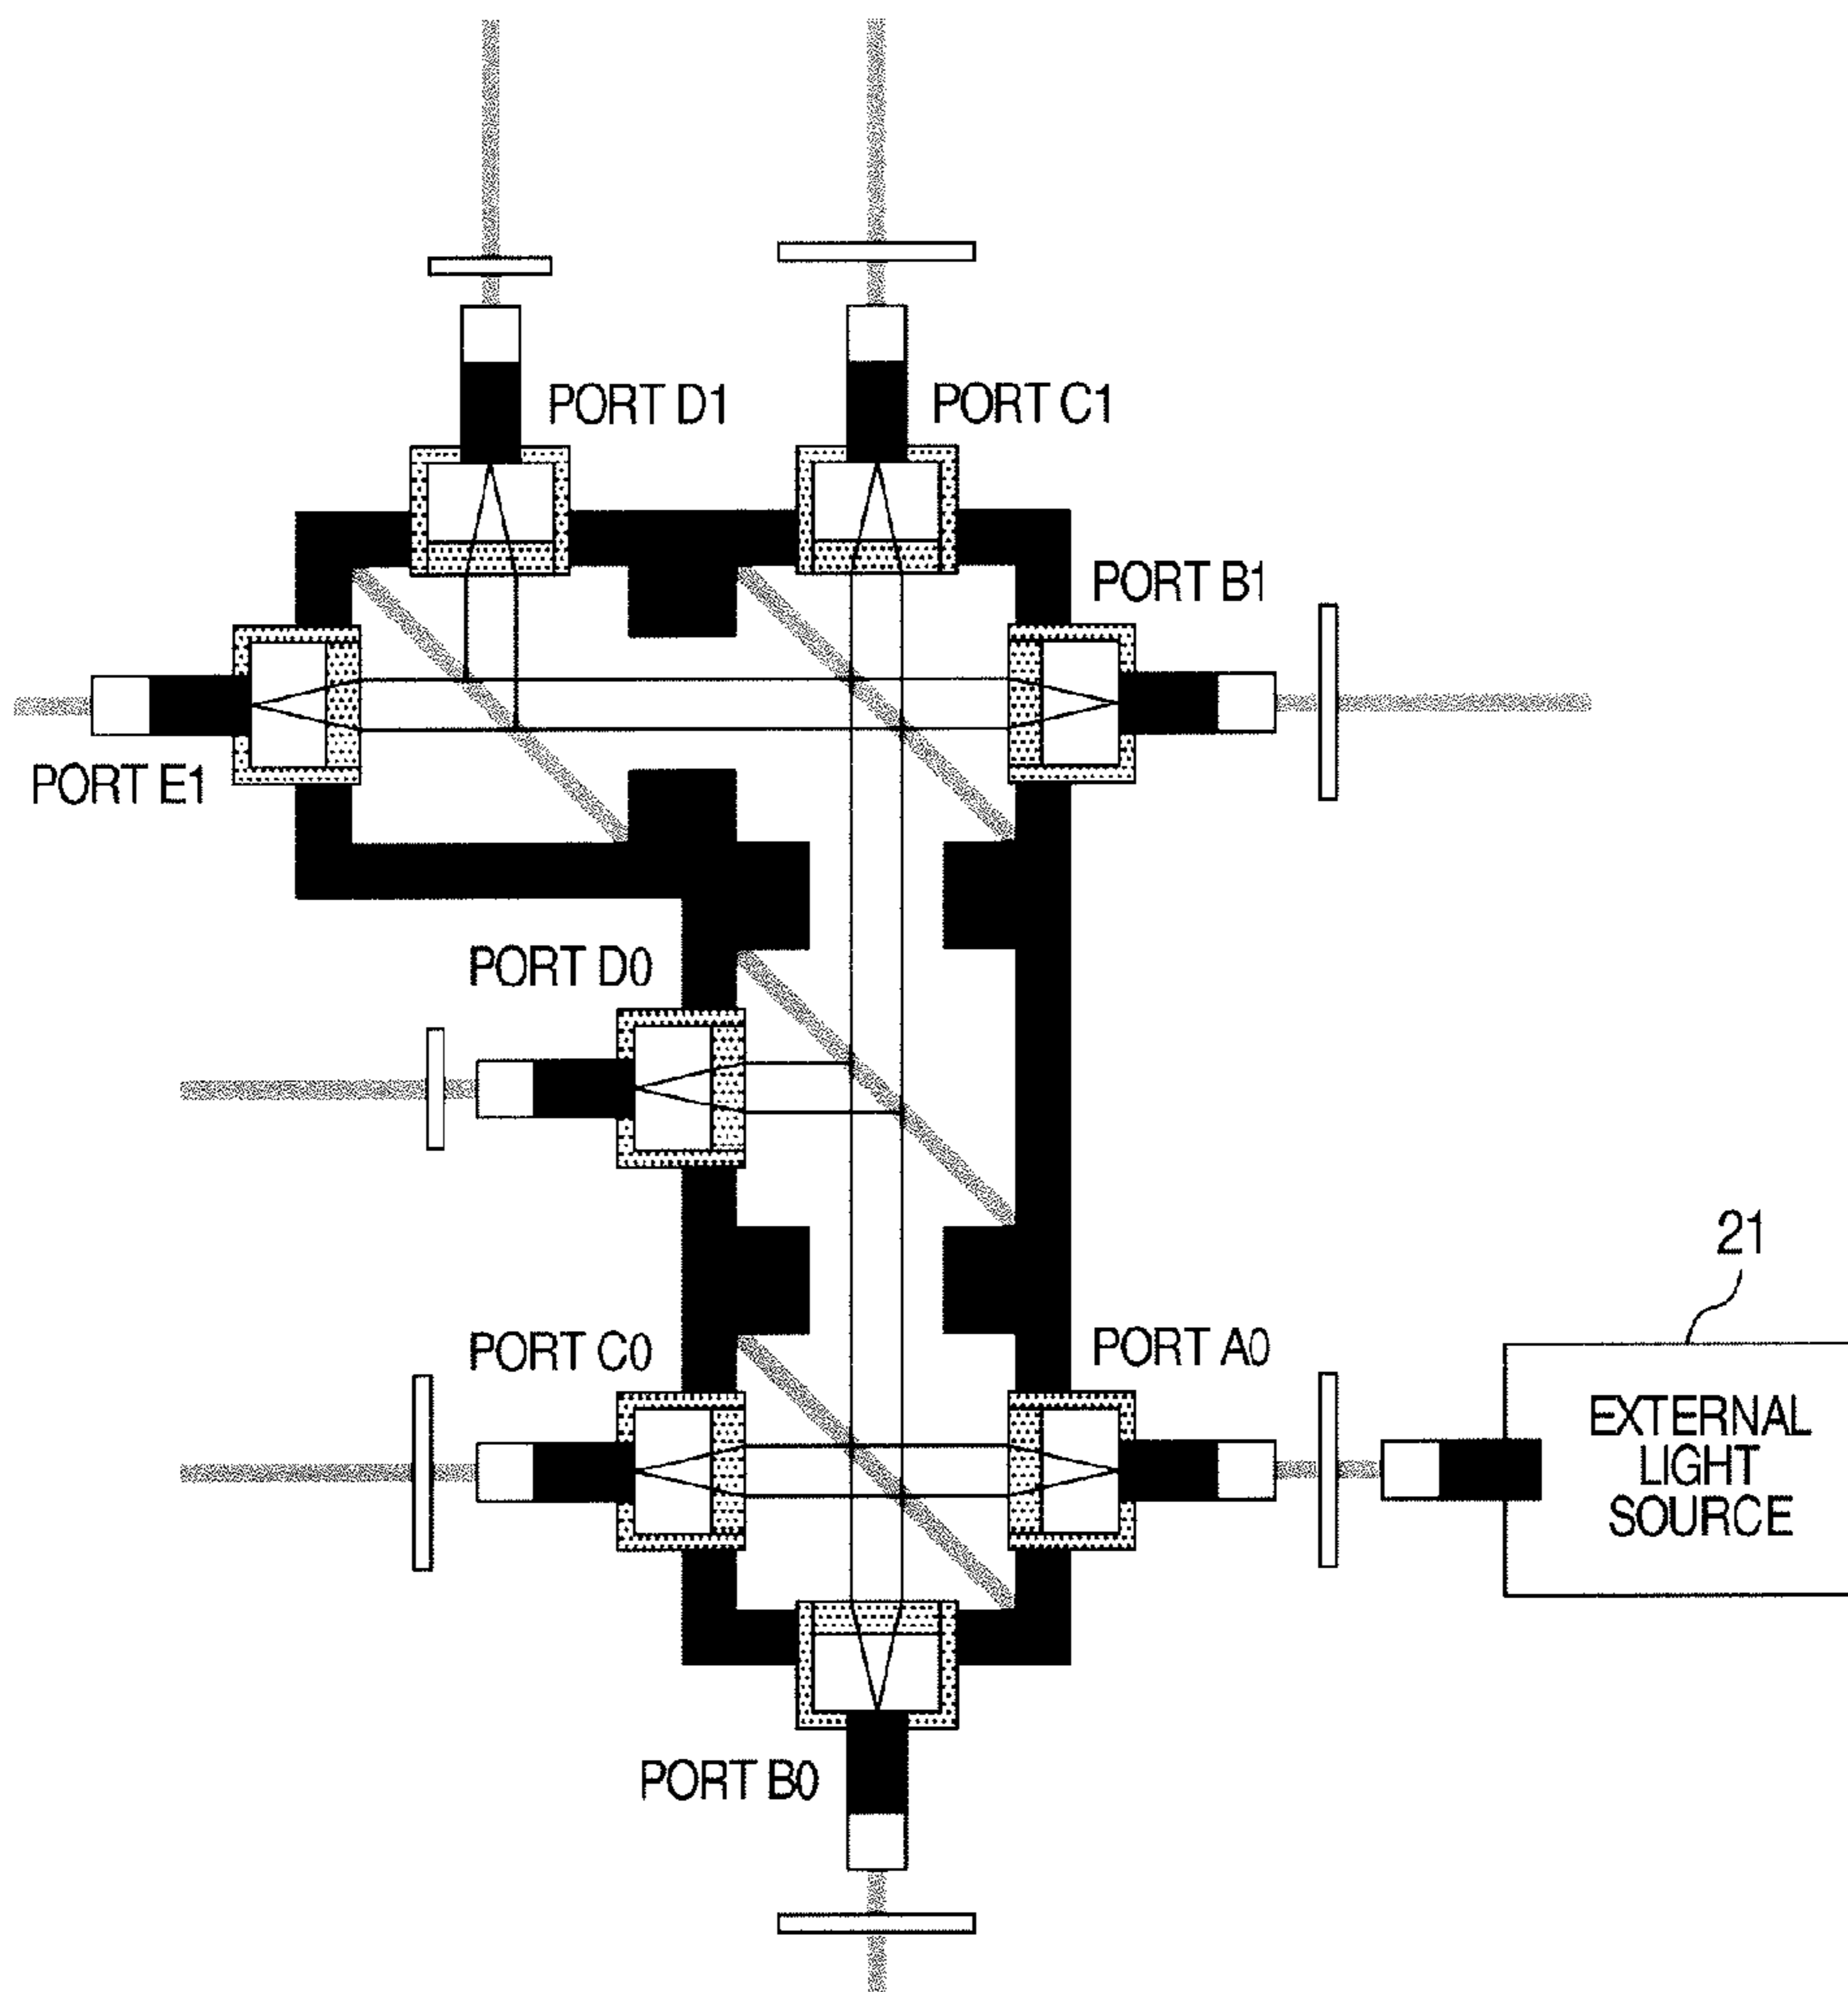 PORT D1
PORT C1
PORT B1
PORT E1
PORT D0
21
PORT C0
PORT A0
EXTERNAL
LIGHT
SOURCE
PORT B0